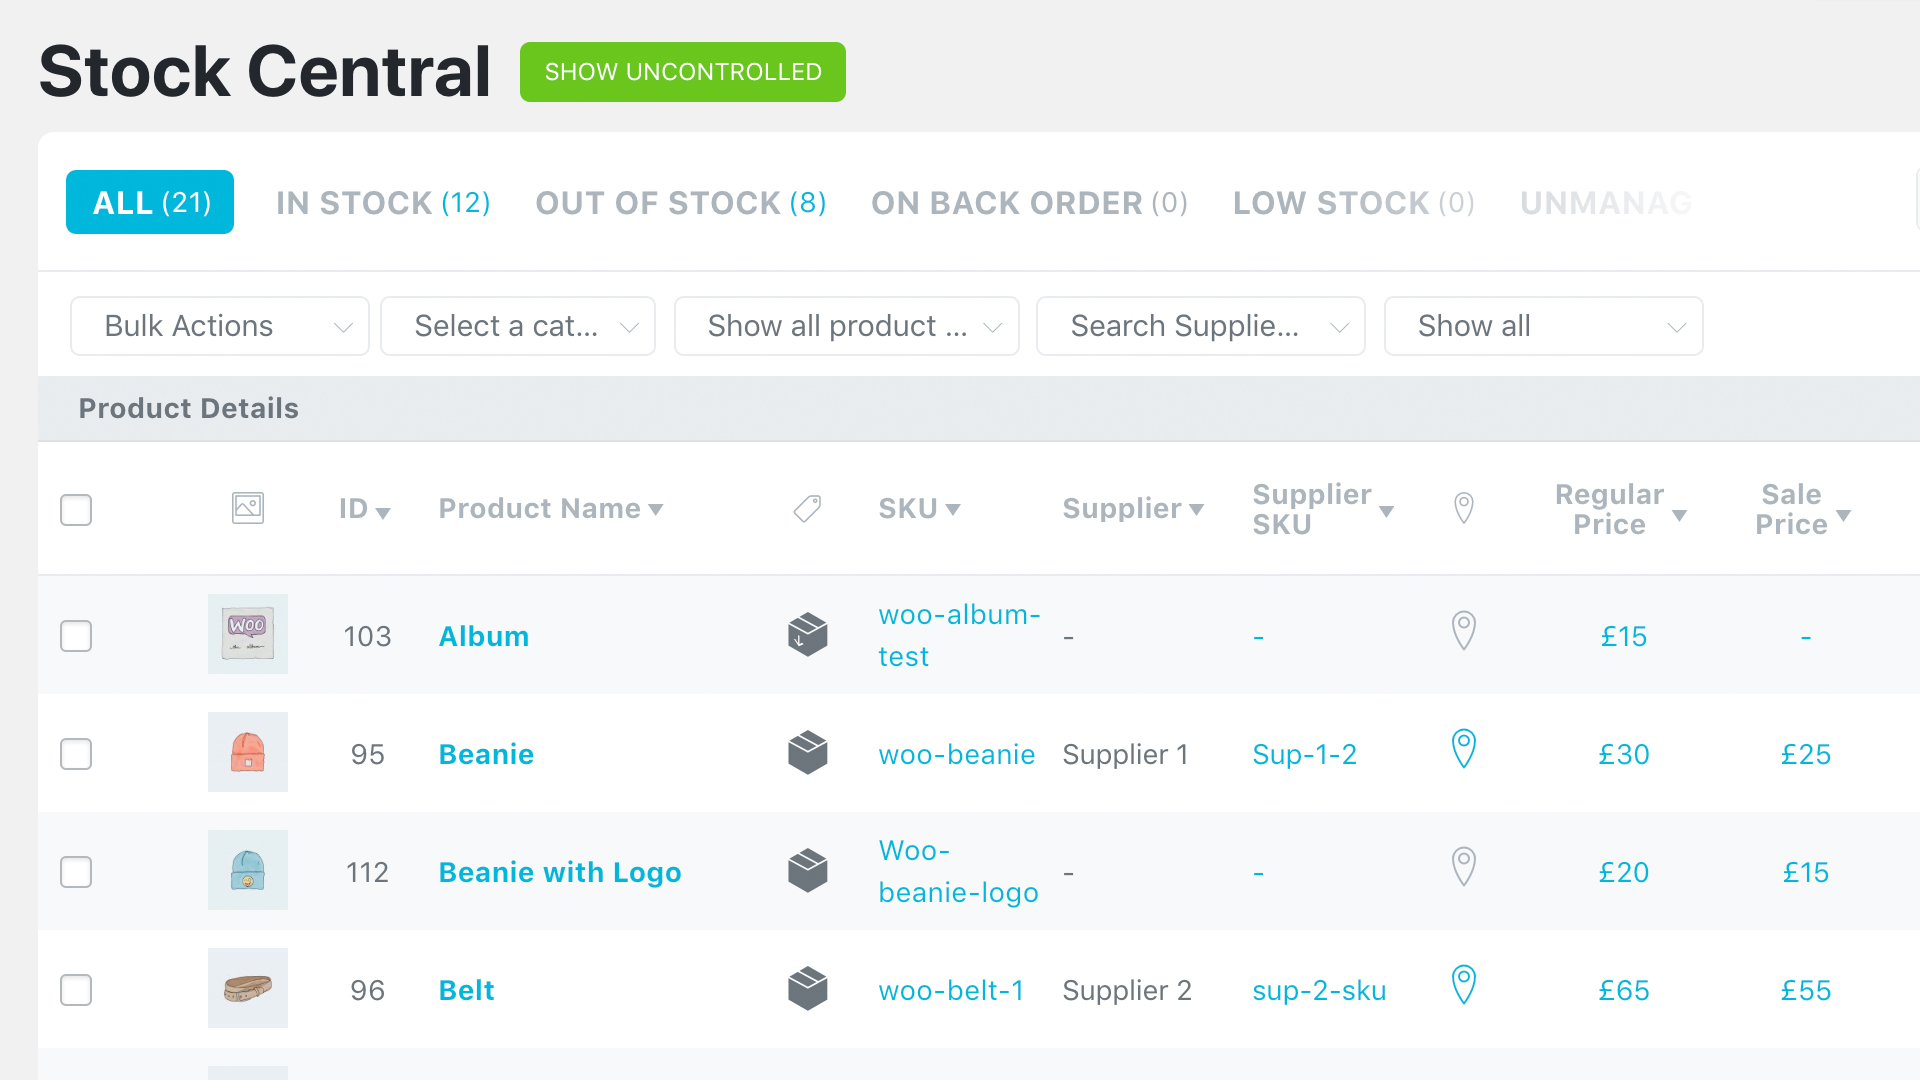 Stock Central
SHOW UNCONTROLLED
ALL (21)
IN STOCK (12)
OUT OF STOCK (8)
ON BACK ORDER (0)
LOW STOCK (0)
UNMANAG
Bulk Actions
Select a cat...
Show all product ...
Search Supplie...
Show all
Product Details
ID
Product Name
SKU
Supplier
Supplier
SKU
Regular
Price
Sale
Price
WOO
103
Album
woo-album-
test
-
-
£15
-
95
Beanie
woo-beanie
Supplier 1
Sup-1-2
£30
£25
112
Beanie with Logo
Woo-
beanie-logo
-
-
£20
£15
96
Belt
woo-belt-1
Supplier 2
sup-2-sku
£65
£55